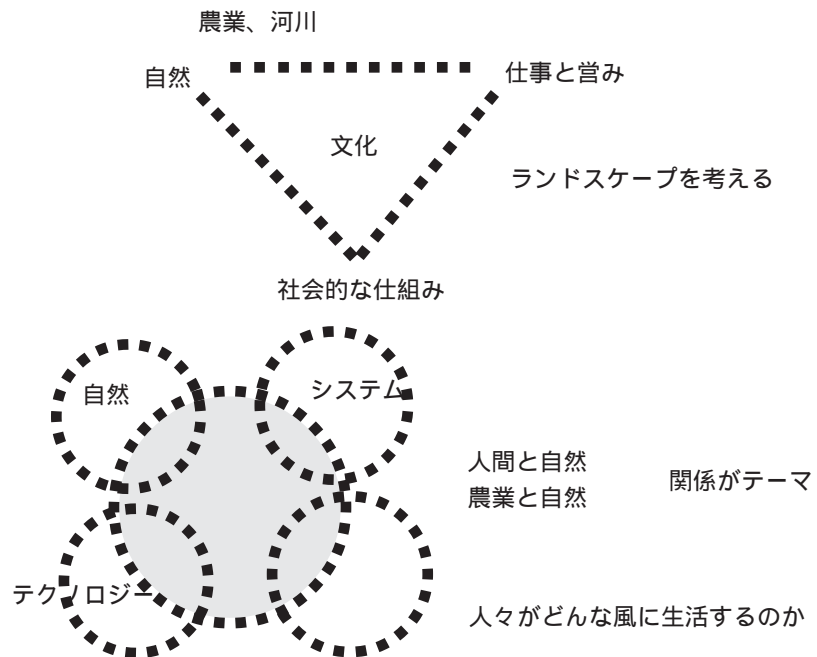 農業、河川
自然
仕事と営み
文化
ランドスケープを考える
社会的な仕組み
自然
システム
人間と自然
農業と自然
関係がテーマ
テクノロジー
人々がどんな風に生活するのか